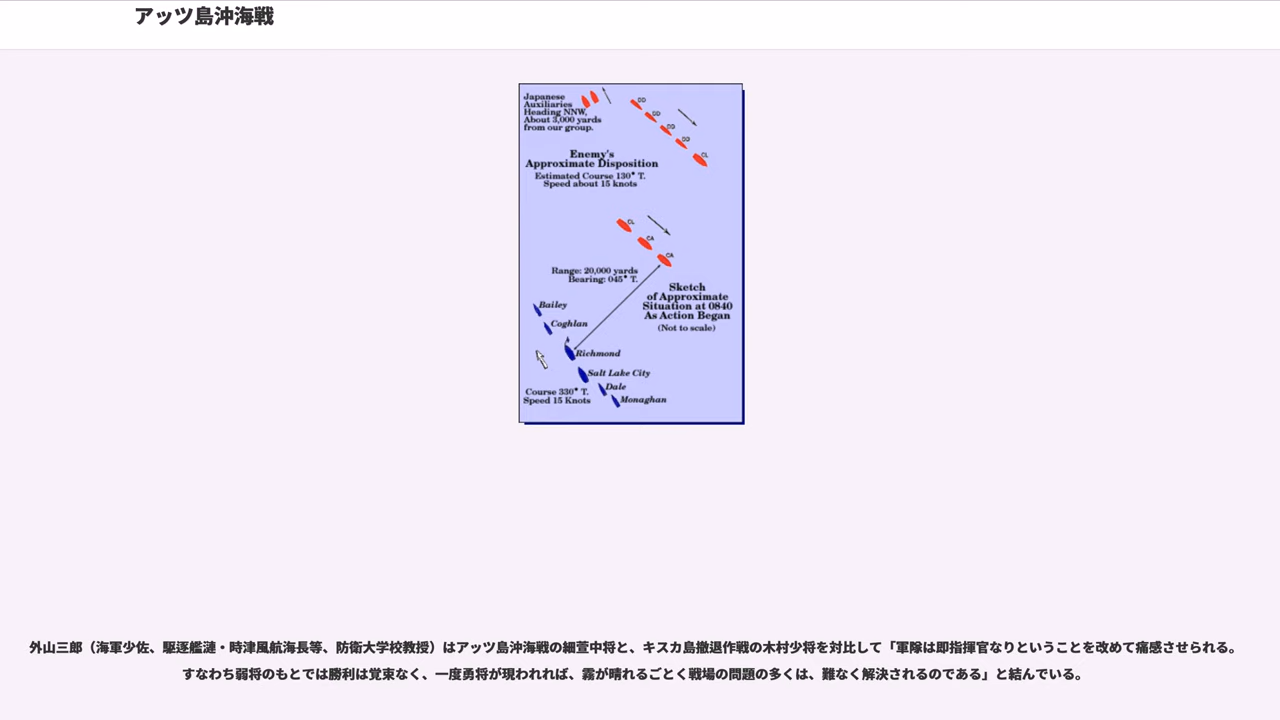 アッツ島沖海戦
Japanese
Auxiliaries
Heading NNW,
About 3,000 yards
from our group.
DD
DD
DD
DD
CL
Enemy's
Approximate Disposition
Estimated Course 130° T.
Speed about 15 knots
CL
CA
CA
Range: 20,000 yards
Bearing: 045° T.
Sketch
of Approximate
Situation at 0840
As Action Began
(Not to scale)
Bailey
Coghlan
Richmond
Salt Lake City
Dale
Monaghan
Course 330° T.
Speed 15 Knots
外山三郎（海軍少佐、駆逐艦漣・時津風航海長等、防衛大学校教授）はアッツ島沖海戦の細萱中将と、キスカ島撤退作戦の木村少将を対比して「軍隊は即指揮官なりということを改めて痛感させられる。
すなわち弱将のもとでは勝利は覚束なく、一度勇将が現われれば、霧が晴れるごとく戦場の問題の多くは、難なく解決されるのである」と結んでいる。